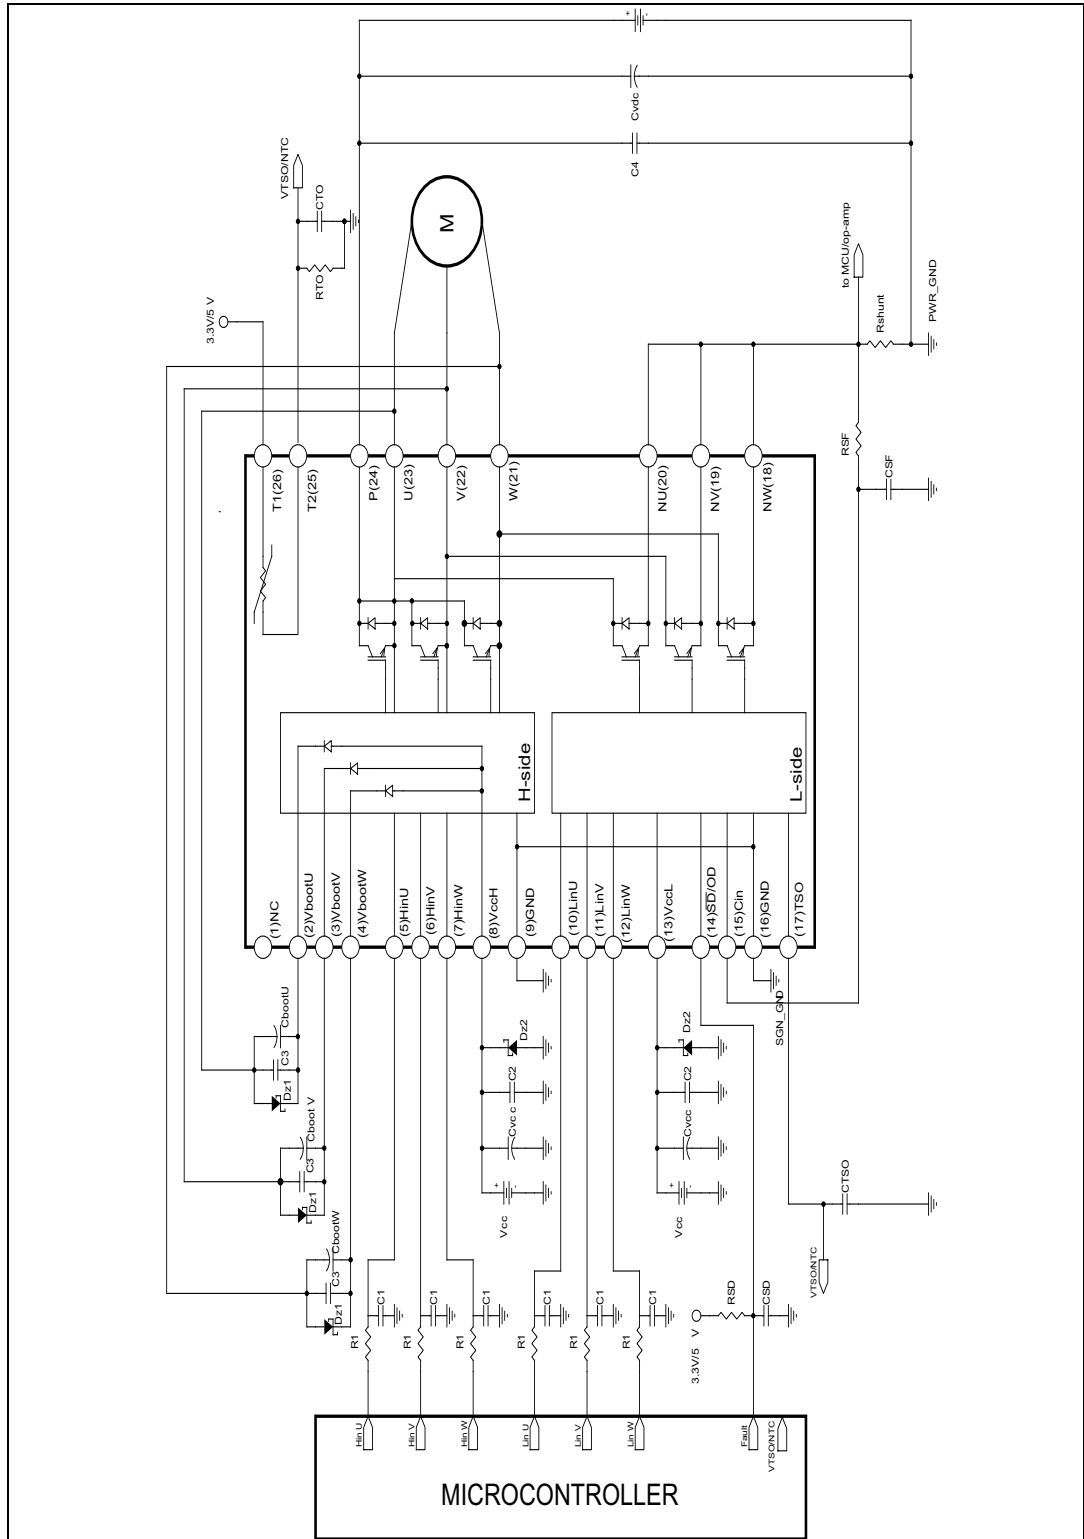 + -
Cvdc
C4
VTSO/NTC
CTO
RTO
3.3V/5 V
M
to MCU/op-amp
Rshunt
PWR_GND
RSF
CSF
T1(26)
T2(25)
P(24)
U(23)
V(22)
W(21)
NU(20)
NV(19)
NW(18)
H-side
L-side
(1)NC
(2)VbootU
(3)VbootV
(4)VbootW
(5)HinU
(6)HinV
(7)HinW
(8)VccH
(9)GND
(10)LinU
(11)LinV
(12)LinW
(13)VccL
(14)SD/OD
(15)Cin
(16)GND
(17)TSO
SGN_GND
CbootU
C3
Dz1
Cboot V
C3
Dz1
CbootW
C3
Dz1
Dz2
C2
Cvc c
+ -
Vcc
Dz2
C2
Cvcc
+ -
Vcc
CTSO
VTSO/NTC
R1
C1
R1
C1
R1
C1
R1
C1
R1
C1
R1
C1
3.3V/5 V
RSD
CSD
Hin U
Hin V
Hin W
Lin U
Lin V
Lin W
Fault
VTSO/NTC
MICROCONTROLLER